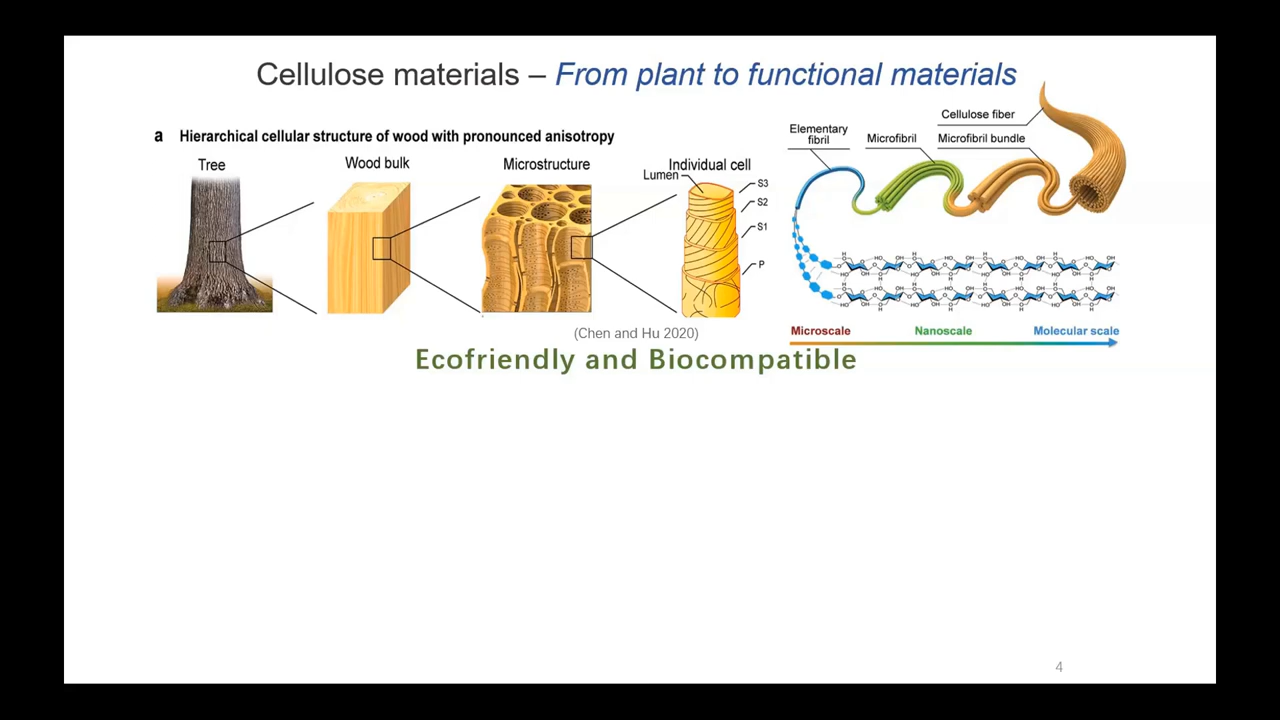 Cellulose materials – From plant to functional materials
a Hierarchical cellular structure of wood with pronounced anisotropy
Tree
Wood bulk
Microstructure
Individual cell
Lumen
S3
S2
S1
P
Elementary
fibril
Microfibril
Cellulose fiber
Microfibril bundle
Microscale
Nanoscale
Molecular scale
(Chen and Hu 2020)
Ecofriendly and Biocompatible
4